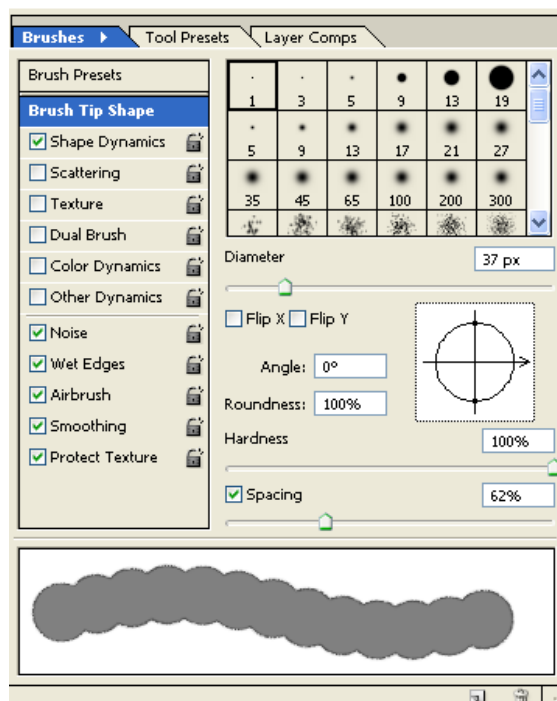 Brushes Tool Presets Layer Comps
Brush Presets
Brush Tip Shape
Shape Dynamics
Scattering
Texture
Dual Brush
Color Dynamics
Other Dynamics
Noise
Wet Edges
Airbrush
Smoothing
Protect Texture
1 3 5 9 13 19
5 9 13 17 21 27
35 45 65 100 200 300
Diameter 37 px
Flip X Flip Y
Angle: 0º
Roundness: 100%
Hardness 100%
Spacing 62%